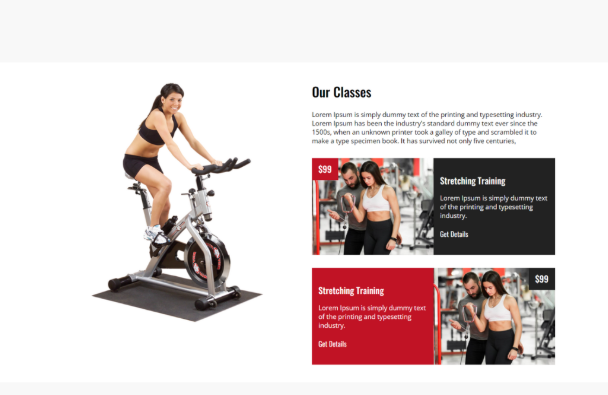 Our Classes
Lorem Ipsum is simply dummy text of the printing and typesetting industry.
Lorem Ipsum has been the industry's standard dummy text ever since the
1500s, when an unknown printer took a galley of type and scrambled it to
make a type specimen book. It has survived not only five centuries,
$99
Stretching Training
Lorem Ipsum is simply dummy text
of the printing and typesetting
industry.
Get Details
Stretching Training
Lorem Ipsum is simply dummy text
of the printing and typesetting
industry.
Get Details
$99